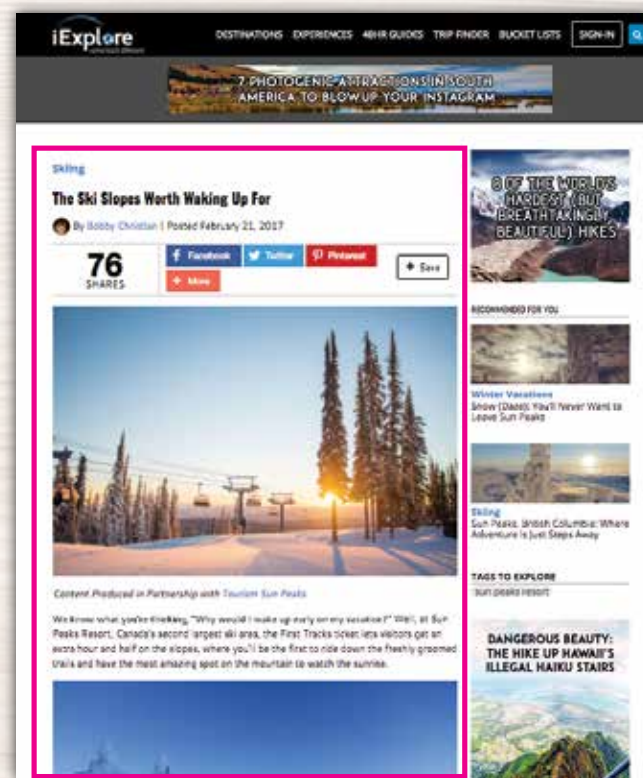 iExplore
DESTINATIONS EXPERIENCES 48HR GUIDES TRIP FINDER BUCKET LISTS SIGN-IN
7 PHOTOGENIC ATTRACTIONS IN SOUTH
AMERICA TO BLOW UP YOUR INSTAGRAM
Skiing
The Ski Slopes Worth Waking Up For
By Bobby Christian | Posted February 21, 2017
76
SHARES
Facebook Twitter Pinterest
+ More
+ Save
Content Produced in Partnership with Tourism Sun Peaks
We know what you're thinking, "Why would I wake up early on my vacation?" Well, at Sun
Peaks Resort, Canada's second largest ski area, the First Tracks ticket lets visitors get an
extra hour and half on the slopes, where you'll be the first to ride down the freshly groomed
trails and have the most amazing spot on the mountain to watch the sunrise.
8 OF THE WORLD'S
HARDEST (BUT
BREATHTAKINGLY
BEAUTIFUL) HIKES
RECOMMENDED FOR YOU
Winter Vacations
Snow (Daze): You'll Never Want to
Leave Sun Peaks
Skiing
Sun Peaks, British Columbia: Where
Adventure is Just Steps Away
TAGS TO EXPLORE
sun peaks resort
DANGEROUS BEAUTY:
THE HIKE UP HAWAII'S
ILLEGAL HAIKU STAIRS